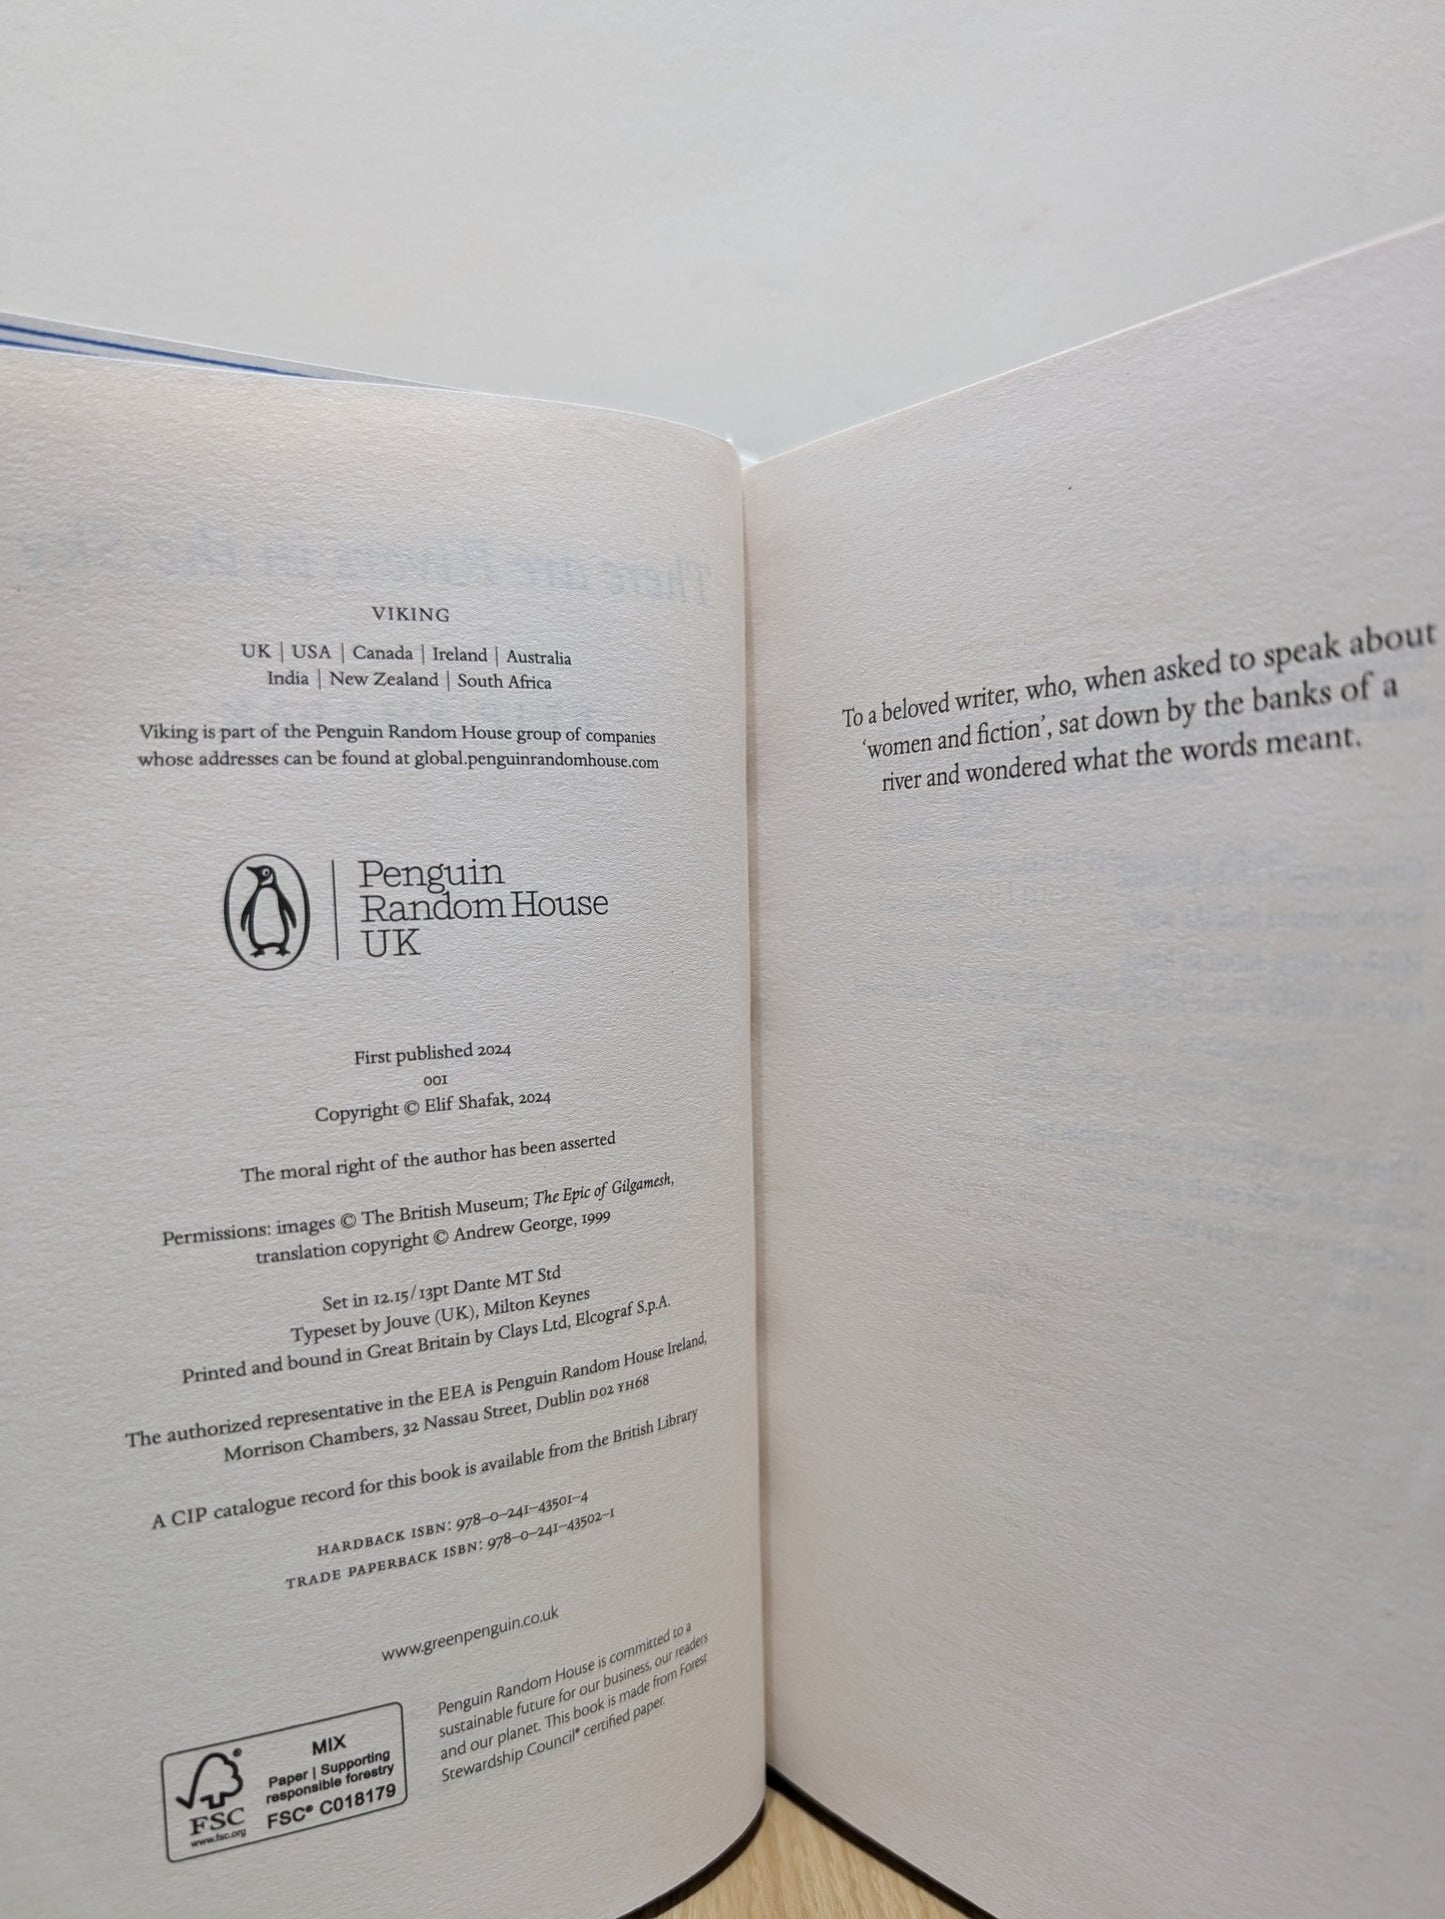 VIKING
UK | USA | Canada | Ireland | Australia
India | New Zealand | South Africa
Viking is part of the Penguin Random House group of companies
whose addresses can be found at global.penguinrandomhouse.com
Penguin
Random House
UK
First published 2024
001
Copyright © Elif Shafak, 2024
The moral right of the author has been asserted
Permissions: images © The British Museum; The Epic of Gilgamesh,
translation copyright © Andrew George, 1999
Set in 12.15/13pt Dante MT Std
Typeset by Jouve (UK), Milton Keynes
Printed and bound in Great Britain by Clays Ltd, Elcograf S.p.A.
The authorized representative in the EEA is Penguin Random House Ireland,
Morrison Chambers, 32 Nassau Street, Dublin D02 YH68
A CIP catalogue record for this book is available from the British Library
HARDBACK ISBN: 978-0-241-43501-4
TRADE PAPERBACK ISBN: 978-0-241-43502-1
www.greenpenguin.co.uk
MIX
Paper | Supporting
responsible forestry
FSC® C018179
FSC
www.fsc.org
Penguin Random House is committed to a
sustainable future for our business, our readers
and our planet. This book is made from Forest
Stewardship Council® certified paper.
To a beloved writer, who, when asked to speak about
‘women and fiction’, sat down by the banks of a
river and wondered what the words meant.